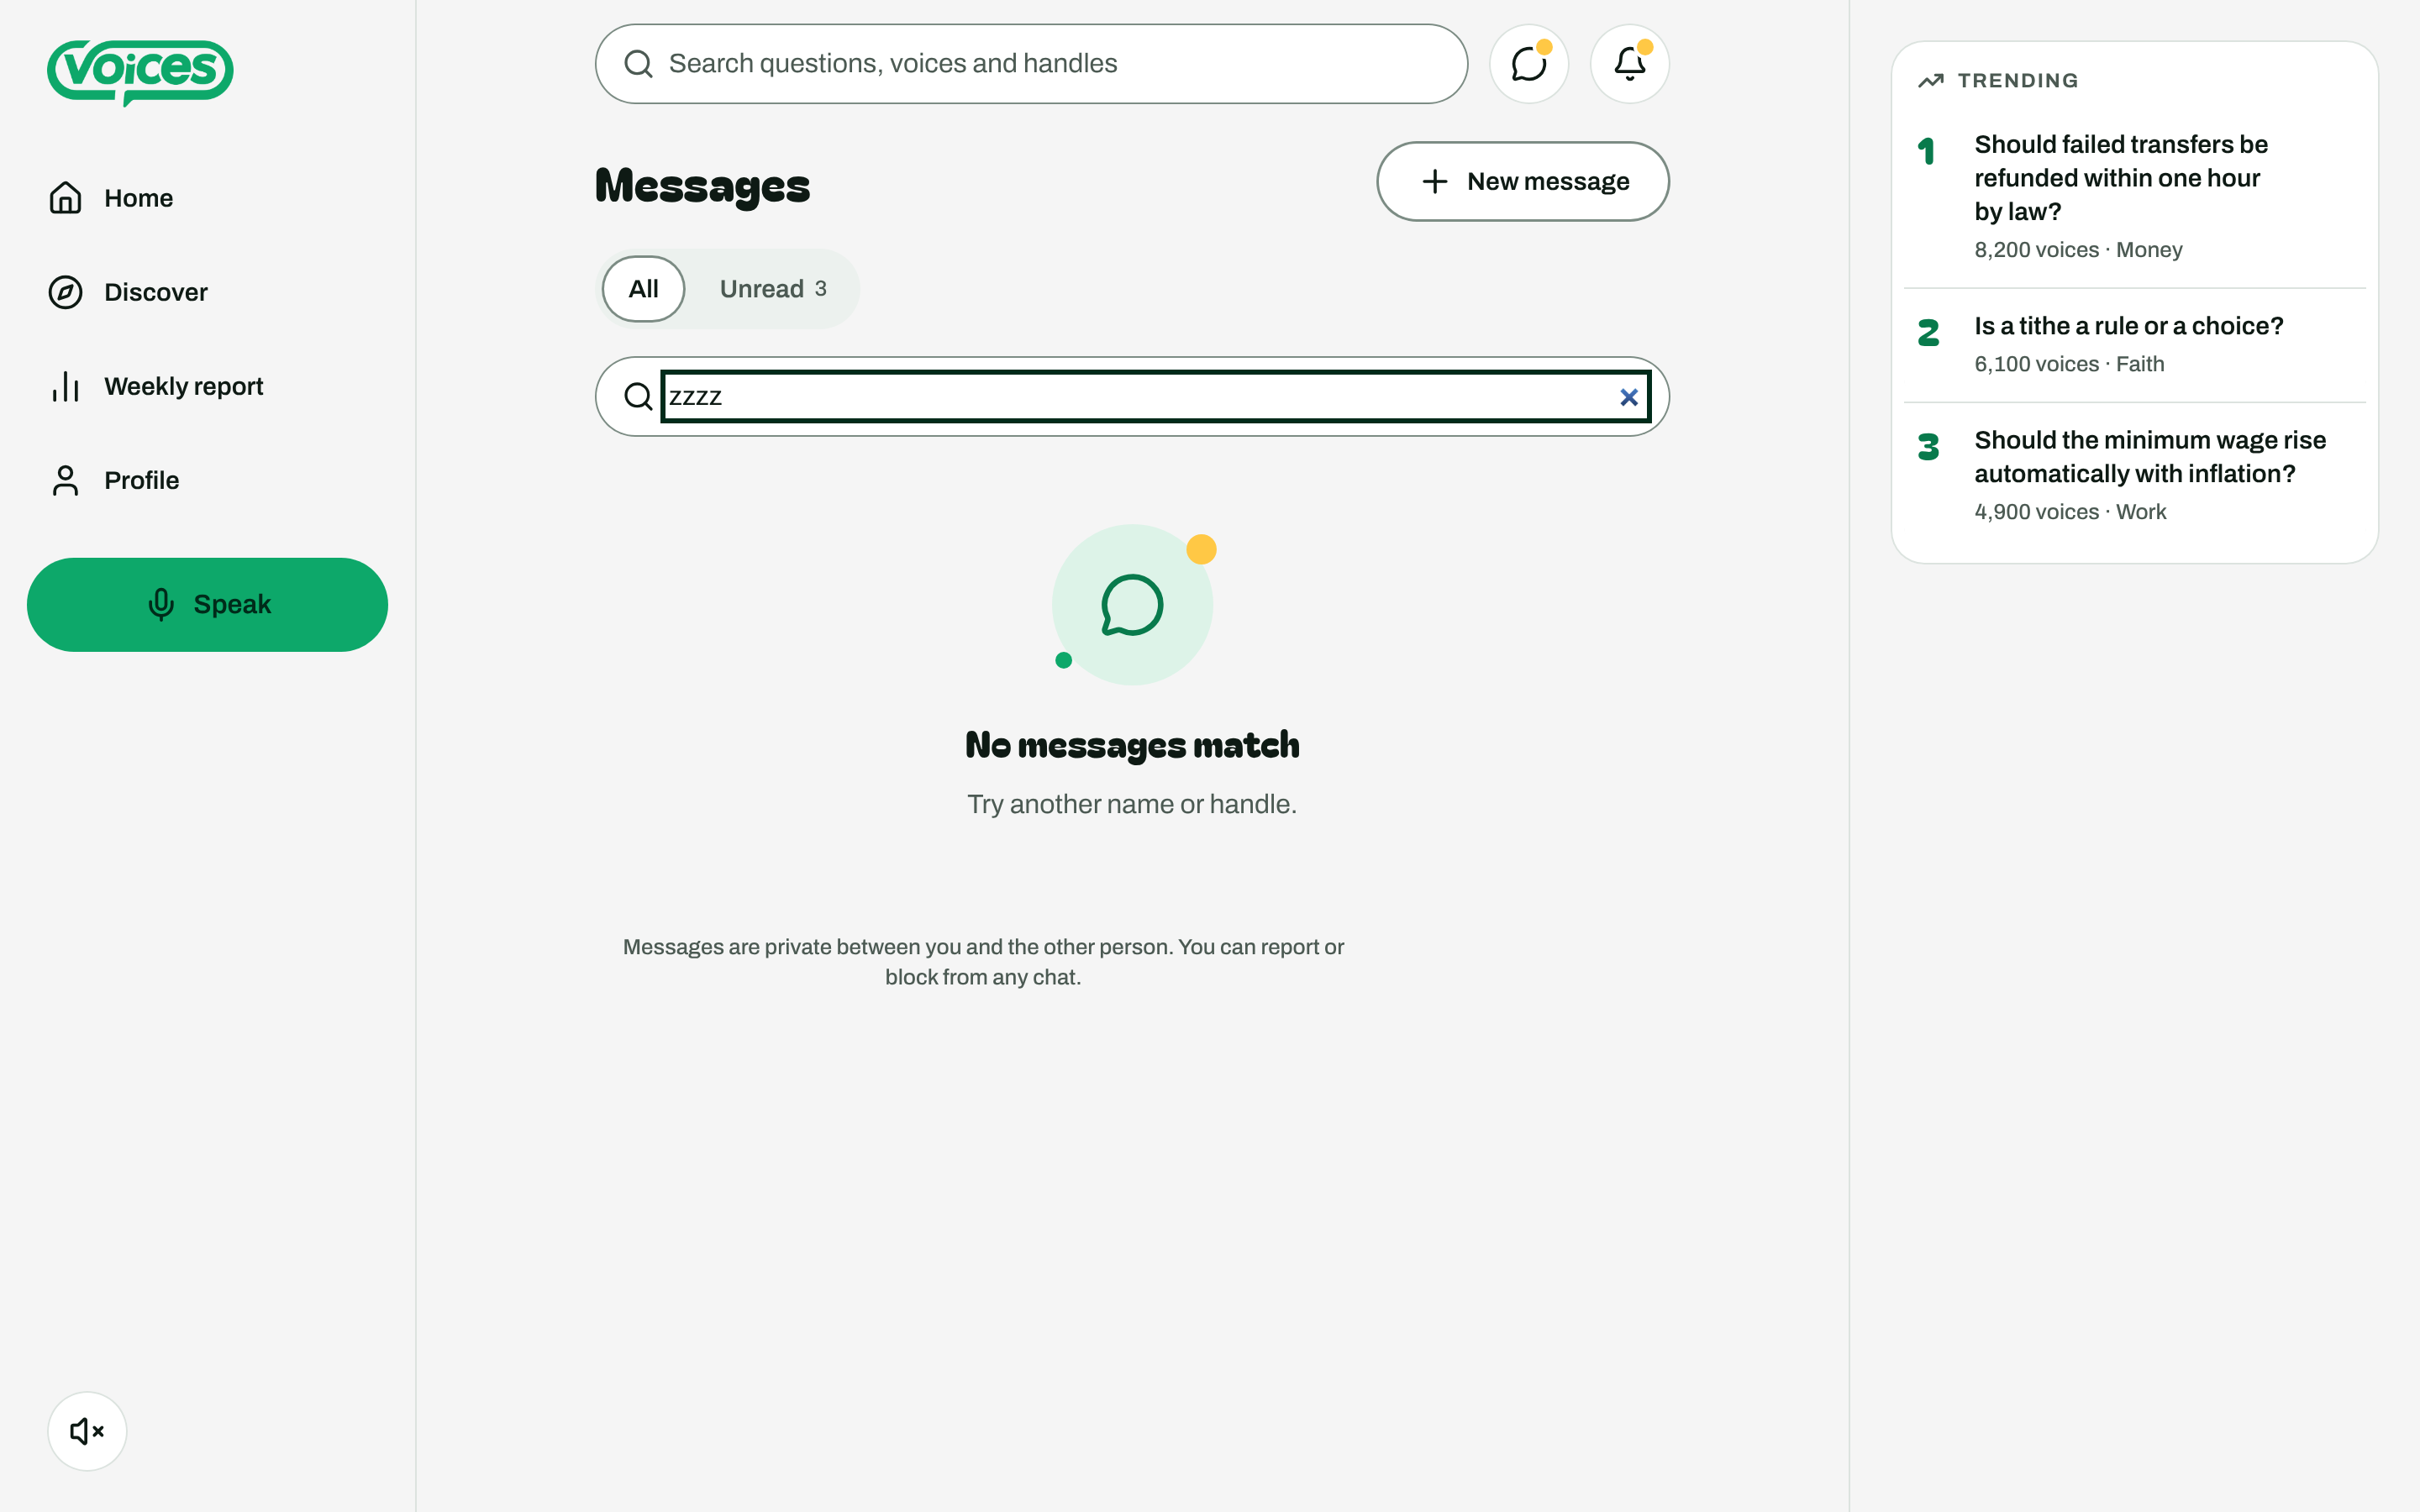 voices
Home
Discover
Weekly report
Profile
Speak
Search questions, voices and handles
Messages
New message
All
Unread 3
zzzz
No messages match
Try another name or handle.
Messages are private between you and the other person. You can report or
block from any chat.
TRENDING
1
Should failed transfers be
refunded within one hour
by law?
8,200 voices · Money
2
Is a tithe a rule or a choice?
6,100 voices · Faith
3
Should the minimum wage rise
automatically with inflation?
4,900 voices · Work